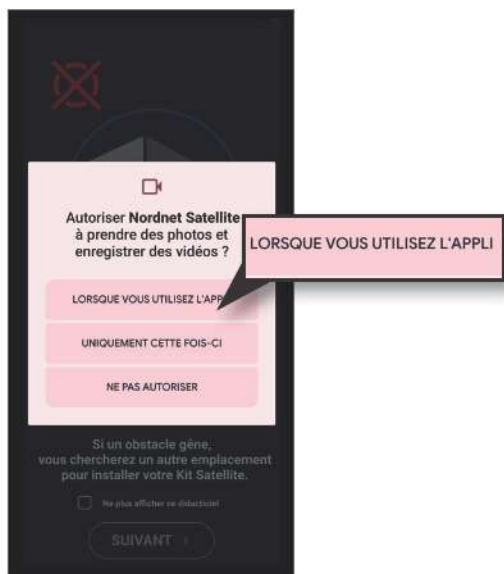 Autoriser Nordnet Satellite
à prendre des photos et
enregistrer des vidéos ?
LORSQUE VOUS UTILISEZ L'APP
LORSQUE VOUS UTILISEZ L'APPLI
UNIQUEMENT CETTE FOIS-CI
NE PAS AUTORISER
Si un obstacle gêne,
vous chercherez un autre emplacement
pour installer votre Kit Satellite.
Ne plus afficher ce didacticiel
SUIVANT